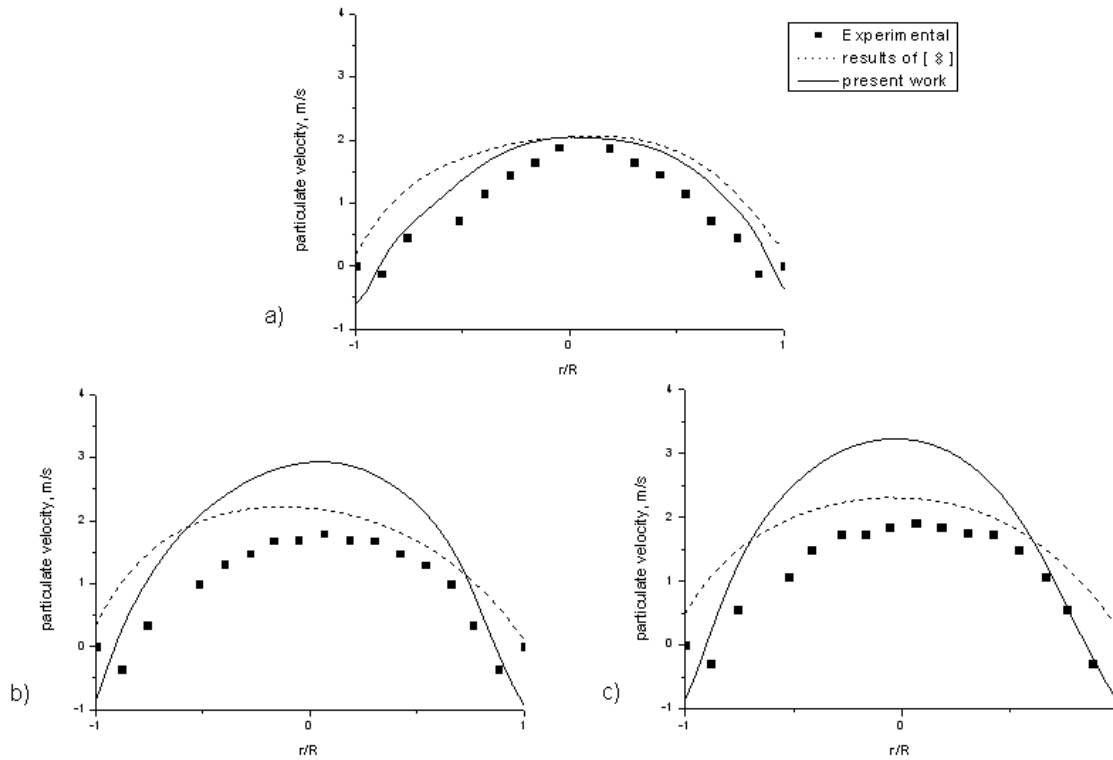 Experimental
results of [8]
present work
particulate velocity, m/s
4
3
2
1
0
-1
-1
0
1
r/R
a)
particulate velocity, m/s
4
3
2
1
0
-1
-1
0
1
r/R
b)
particulate velocity, m/s
4
3
2
1
0
-1
-1
0
r/R
c)